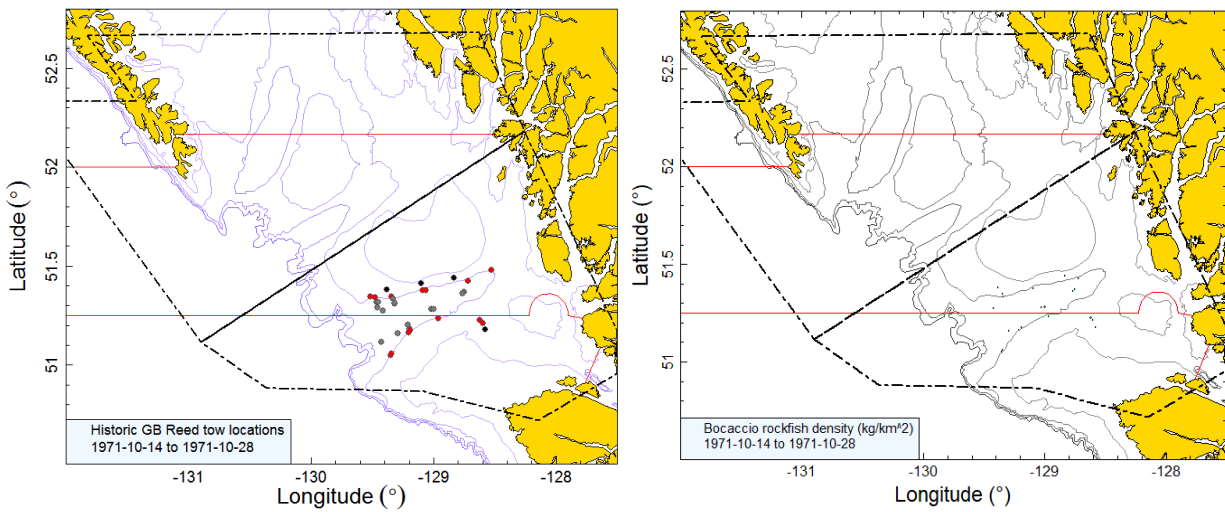 52.5
52
51.5
51
Latitude (°)
Historic GB Reed tow locations
1971-10-14 to 1971-10-28
-131
-130
-129
-128
Longitude (°)
52.5
52
51.5
51
Latitude (°)
Bocaccio rockfish density (kg/km^2)
1971-10-14 to 1971-10-28
-131
-130
-129
-128
Longitude (°)